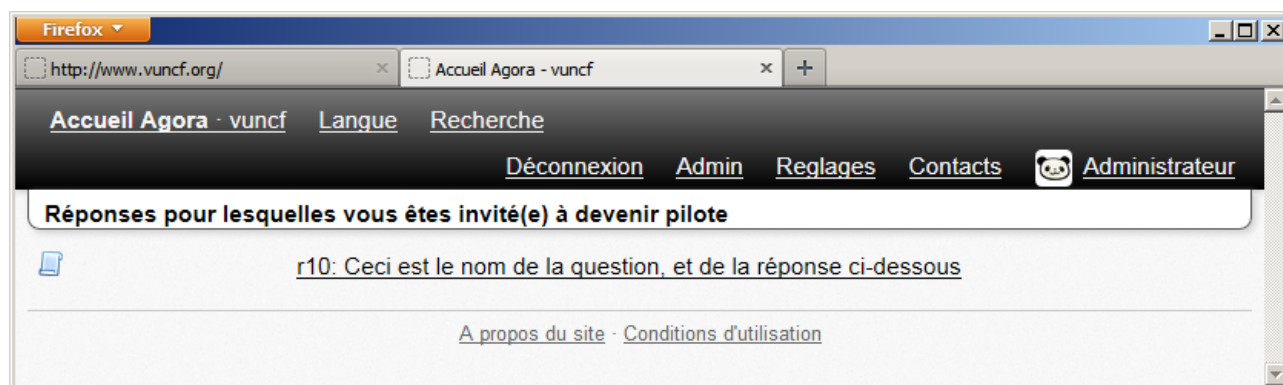 Firefox
http://www.vuncf.org/ Accueil Agora - vuncf
Accueil Agora · vuncf Langue Recherche
Déconnexion Admin Reglages Contacts Administrateur
Réponses pour lesquelles vous êtes invité(e) à devenir pilote
r10: Ceci est le nom de la question, et de la réponse ci-dessous
A propos du site · Conditions d'utilisation